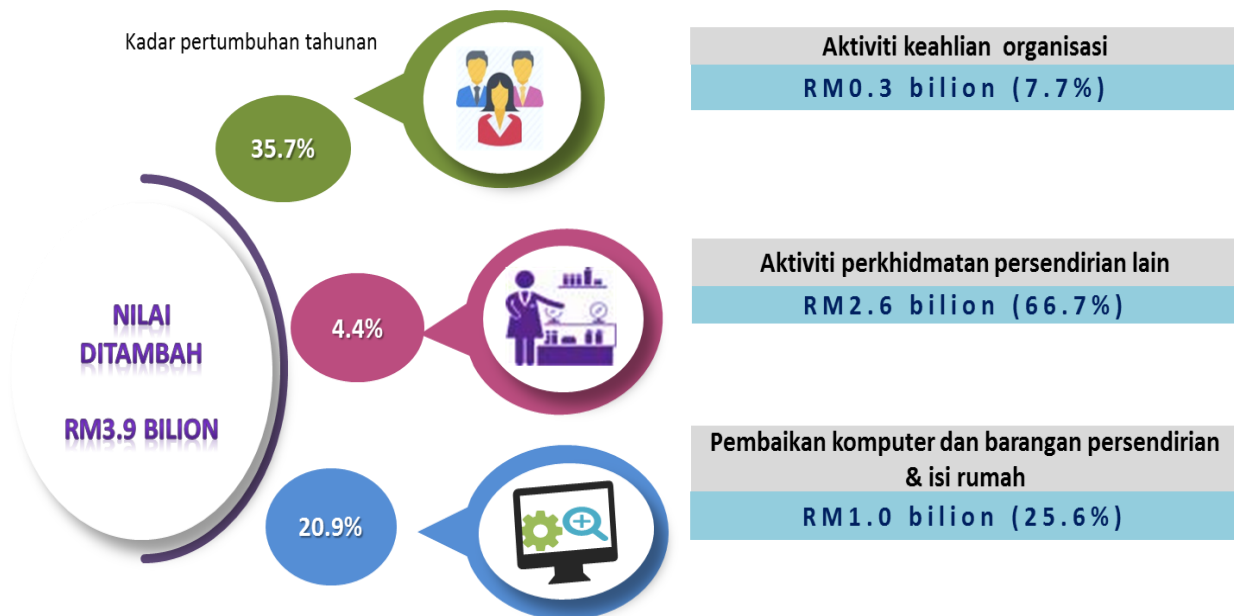 Kadar pertumbuhan tahunan
35.7%
Aktiviti keahlian organisasi
RM0.3 bilion (7.7%)
NILAI
DITAMBAH
RM3.9 BILION
4.4%
Aktiviti perkhidmatan persendirian lain
RM2.6 bilion (66.7%)
20.9%
Pembaikan komputer dan barangan persendirian
& isi rumah
RM1.0 bilion (25.6%)